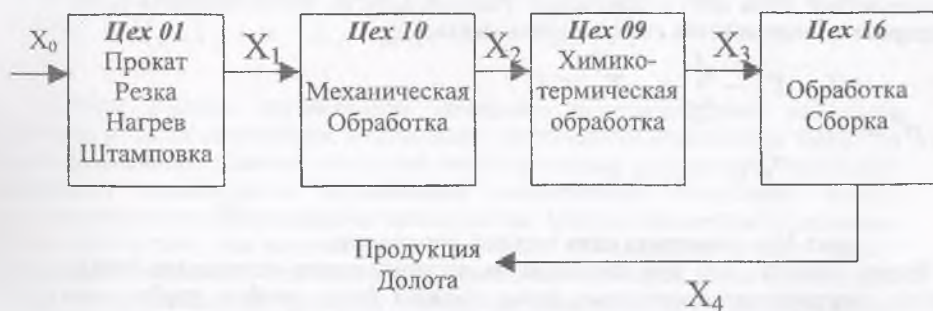 X₀
Цех 01
Прокат
Резка
Нагрев
Штамповка
X₁
Цех 10
Механическая
Обработка
X₂
Цех 09
Химико-
термическая
обработка
X₃
Цех 16
Обработка
Сборка
Продукция
Долота
X₄